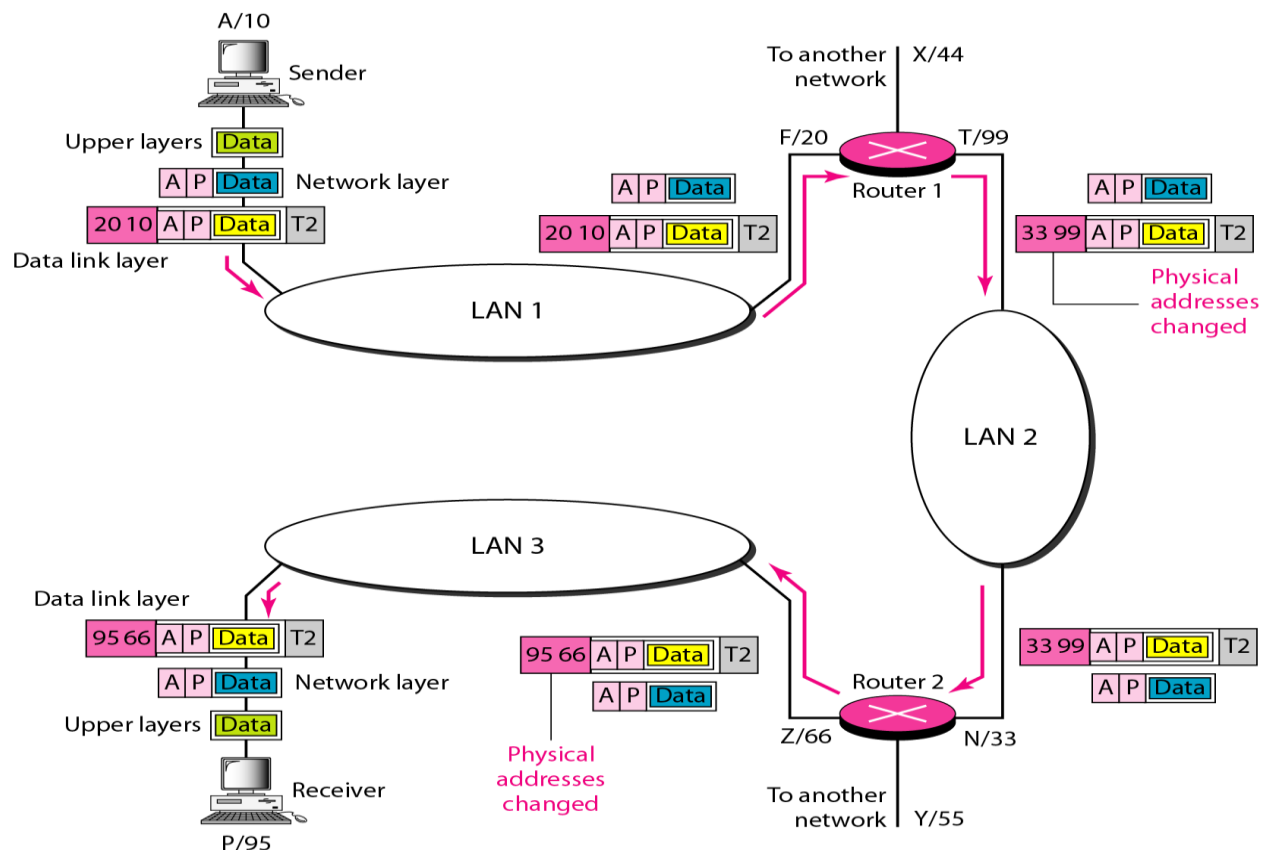 A/10
Sender
To another
network
X/44
Upper layers
Data
F/20
T/99
A P Data
Network layer
Router 1
A P Data
A P Data
20 10 A P Data T2
Data link layer
20 10 A P Data T2
33 99 A P Data T2
Physical
addresses
changed
LAN 1
LAN 2
LAN 3
Data link layer
95 66 A P Data T2
A P Data
Network layer
Upper layers
Data
Receiver
P/95
95 66 A P Data T2
A P Data
Physical
addresses
changed
Router 2
33 99 A P Data T2
A P Data
Z/66
N/33
To another
network
Y/55